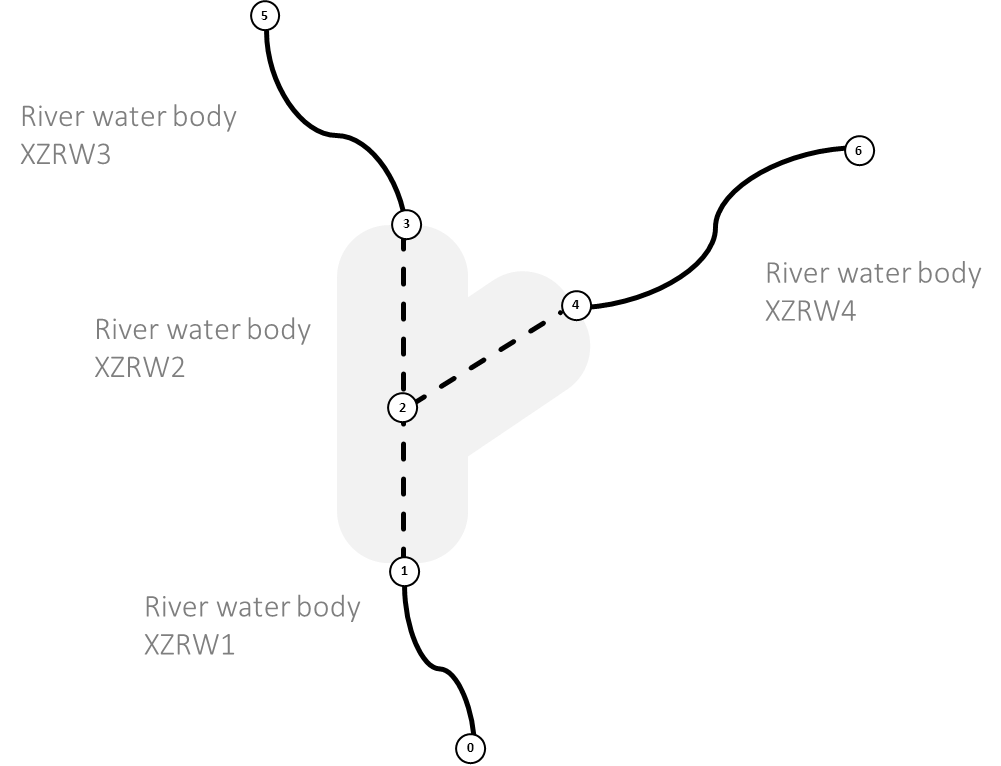 5
River water body
XZRW3
6
3
River water body
XZRW4
4
River water body
XZRW2
2
1
River water body
XZRW1
0